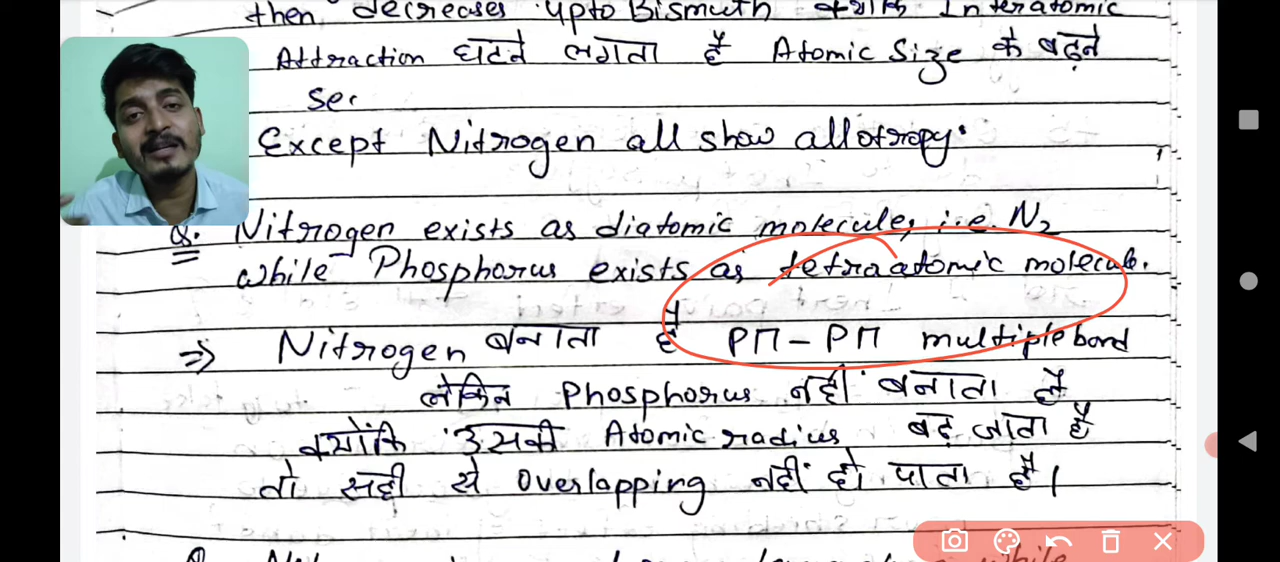 then decreases upto Bismuth क्योंकि Interatomic
Attraction घटने लगता है Atomic Size के बढ़ने
se
Except Nitrogen all show allotropy.
Q. Nitrogen exists as diatomic molecule, i.e. N₂
while Phosphorus exists as tetraatomic molecule.
⇒ Nitrogen बनाता है Pπ – Pπ multiple bond
लेकिन Phosphorus नहीं बनाता है
क्योंकि उसकी Atomic radius बढ़ जाता है
तो सही से Overlapping नहीं हो पाता है।